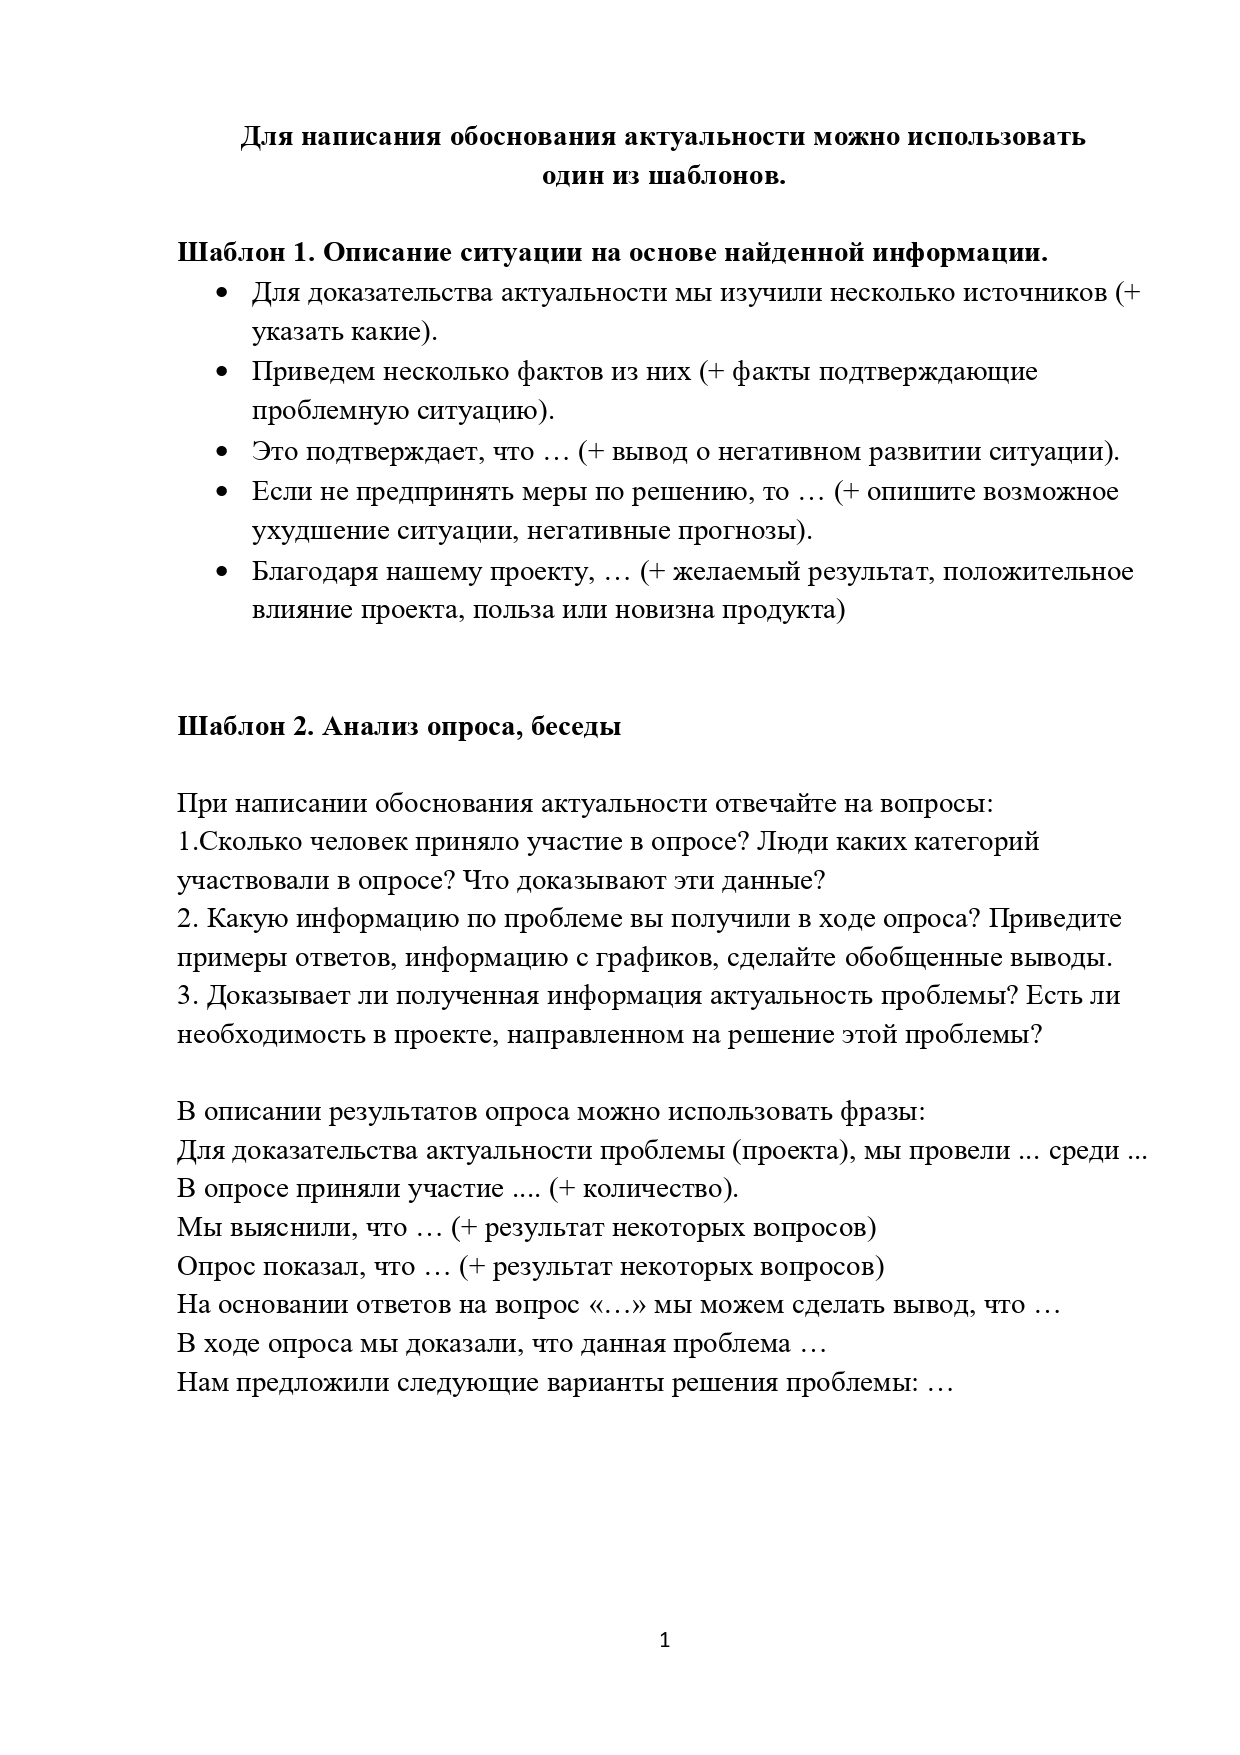 Для написания обоснования актуальности можно использовать
один из шаблонов.
Шаблон 1. Описание ситуации на основе найденной информации.
• Для доказательства актуальности мы изучили несколько источников (+
указать какие).
• Приведем несколько фактов из них (+ факты подтверждающие
проблемную ситуацию).
• Это подтверждает, что … (+ вывод о негативном развитии ситуации).
• Если не предпринять меры по решению, то … (+ опишите возможное
ухудшение ситуации, негативные прогнозы).
• Благодаря нашему проекту, … (+ желаемый результат, положительное
влияние проекта, польза или новизна продукта)
Шаблон 2. Анализ опроса, беседы
При написании обоснования актуальности отвечайте на вопросы:
1.Сколько человек приняло участие в опросе? Люди каких категорий
участвовали в опросе? Что доказывают эти данные?
2. Какую информацию по проблеме вы получили в ходе опроса? Приведите
примеры ответов, информацию с графиков, сделайте обобщенные выводы.
3. Доказывает ли полученная информация актуальность проблемы? Есть ли
необходимость в проекте, направленном на решение этой проблемы?
В описании результатов опроса можно использовать фразы:
Для доказательства актуальности проблемы (проекта), мы провели ... среди ...
В опросе приняли участие .... (+ количество).
Мы выяснили, что … (+ результат некоторых вопросов)
Опрос показал, что … (+ результат некоторых вопросов)
На основании ответов на вопрос «…» мы можем сделать вывод, что …
В ходе опроса мы доказали, что данная проблема …
Нам предложили следующие варианты решения проблемы: …
1